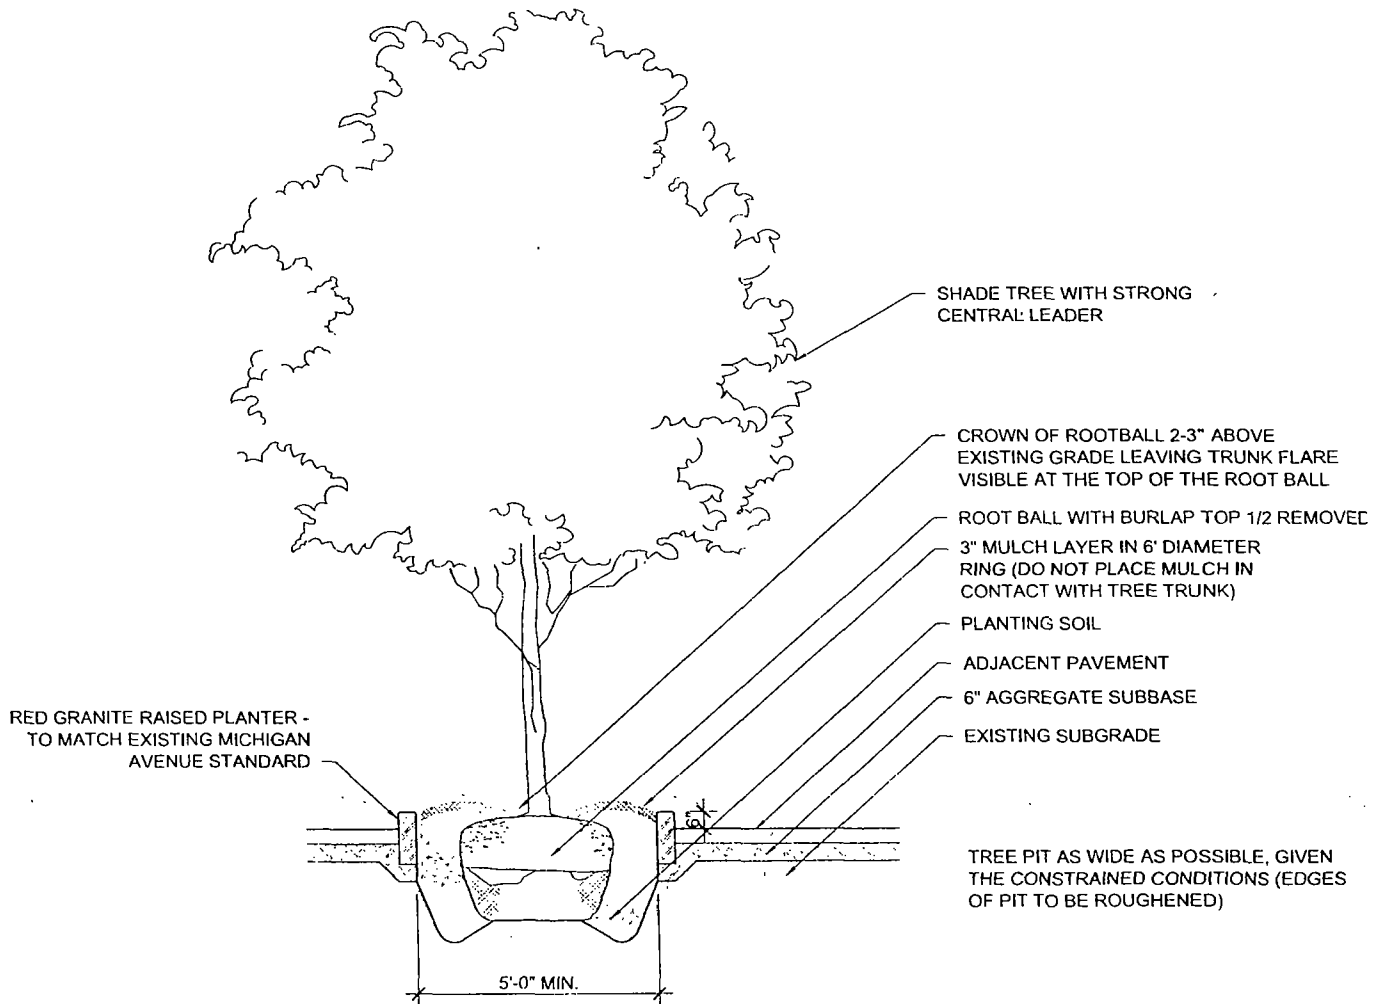 SHADE TREE WITH STRONG
CENTRAL LEADER
CROWN OF ROOTBALL 2-3" ABOVE
EXISTING GRADE LEAVING TRUNK FLARE
VISIBLE AT THE TOP OF THE ROOT BALL
ROOT BALL WITH BURLAP TOP 1/2 REMOVED
3" MULCH LAYER IN 6' DIAMETER
RING (DO NOT PLACE MULCH IN
CONTACT WITH TREE TRUNK)
PLANTING SOIL
ADJACENT PAVEMENT
6" AGGREGATE SUBBASE
EXISTING SUBGRADE
RED GRANITE RAISED PLANTER -
TO MATCH EXISTING MICHIGAN
AVENUE STANDARD
6"
TREE PIT AS WIDE AS POSSIBLE, GIVEN
THE CONSTRAINED CONDITIONS (EDGES
OF PIT TO BE ROUGHENED)
5'-0" MIN.